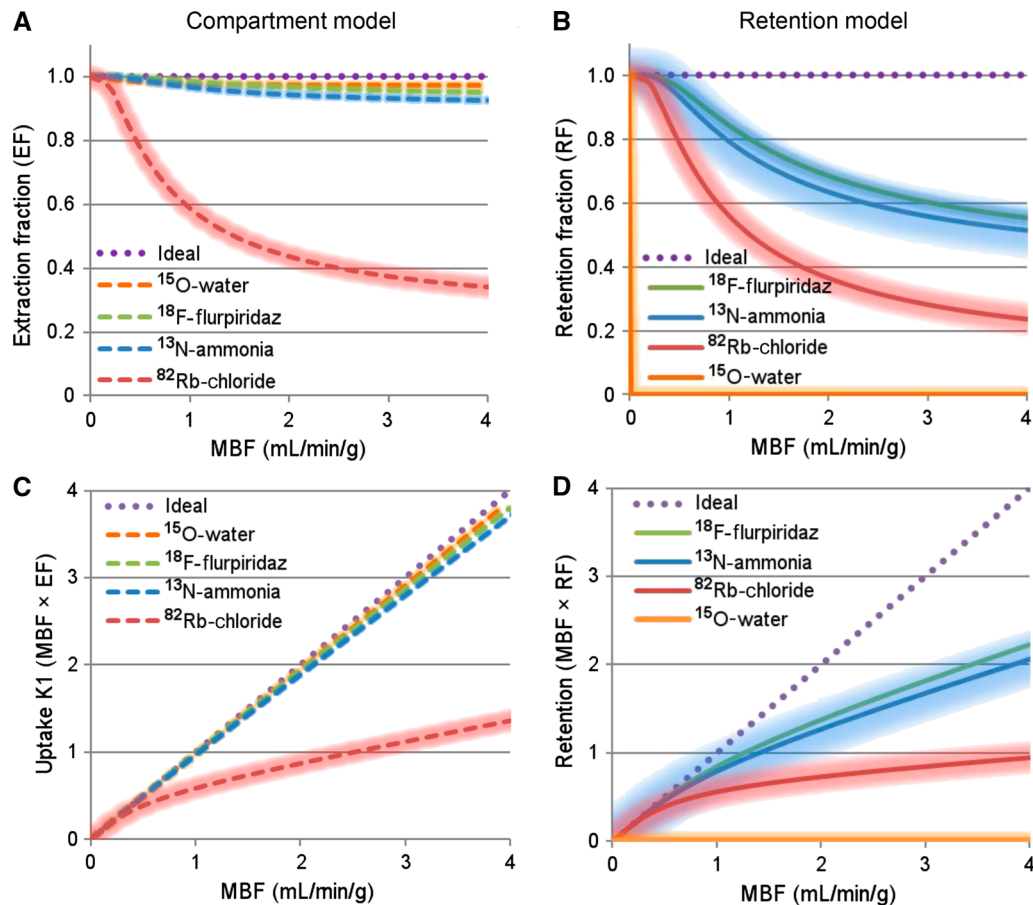 A
Compartment model
Extraction fraction (EF)
1.0
0.8
0.6
0.4
0.2
0
Ideal
¹⁵O-water
¹⁸F-flurpiridaz
¹³N-ammonia
⁸²Rb-chloride
0 1 2 3 4
MBF (mL/min/g)
B
Retention model
Retention fraction (RF)
1.0
0.8
0.6
0.4
0.2
0
Ideal
¹⁸F-flurpiridaz
¹³N-ammonia
⁸²Rb-chloride
¹⁵O-water
0 1 2 3 4
MBF (mL/min/g)
C
Uptake K1 (MBF × EF)
4
3
2
1
0
Ideal
¹⁵O-water
¹⁸F-flurpiridaz
¹³N-ammonia
⁸²Rb-chloride
0 1 2 3 4
MBF (mL/min/g)
D
Retention (MBF × RF)
4
3
2
1
0
Ideal
¹⁸F-flurpiridaz
¹³N-ammonia
⁸²Rb-chloride
¹⁵O-water
0 1 2 3 4
MBF (mL/min/g)